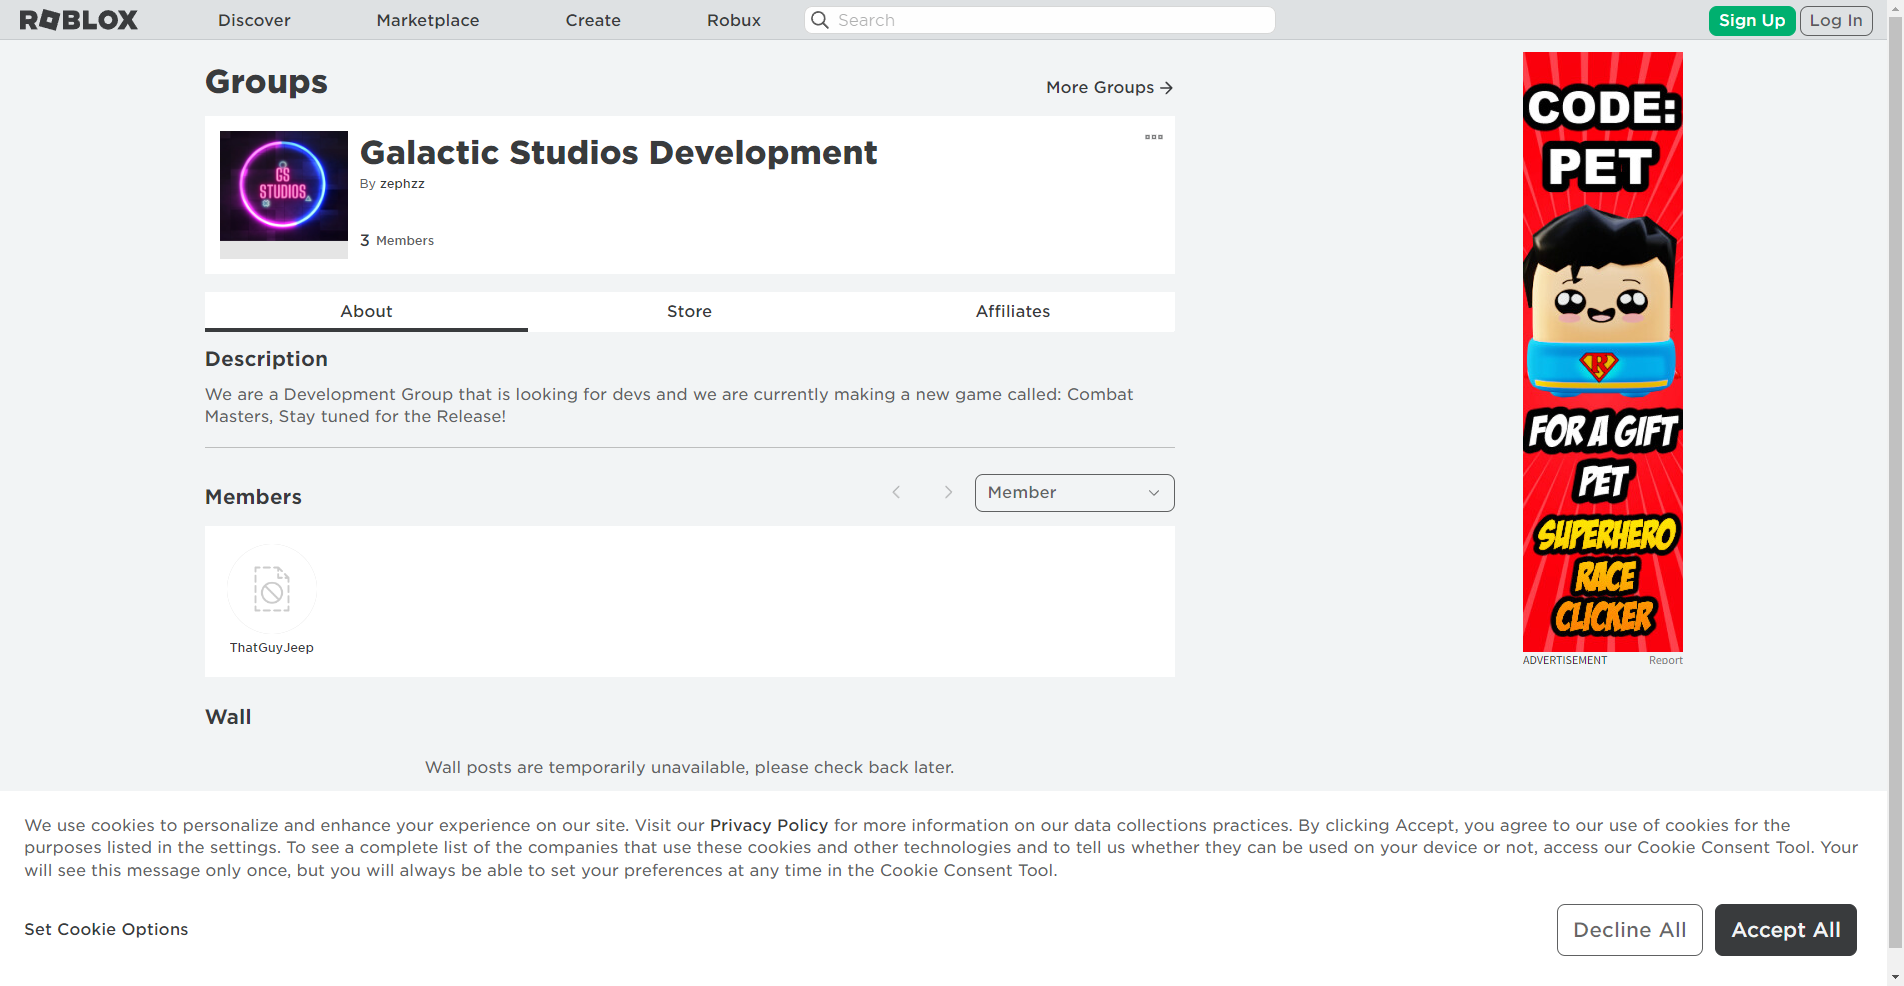 ROBLOX
Discover
Marketplace
Create
Robux
Search
Sign Up
Log In
Groups
More Groups
GS
STUDIOS
Galactic Studios Development
By zephzz
3 Members
About
Store
Affiliates
Description
We are a Development Group that is looking for devs and we are currently making a new game called: Combat
Masters, Stay tuned for the Release!
Members
Member
ThatGuyJeep
Wall
Wall posts are temporarily unavailable, please check back later.
CODE:
PET
R
FOR A GIFT
PET
SUPERHERO
RACE
CLICKER
ADVERTISEMENT
Report
We use cookies to personalize and enhance your experience on our site. Visit our Privacy Policy for more information on our data collections practices. By clicking Accept, you agree to our use of cookies for the
purposes listed in the settings. To see a complete list of the companies that use these cookies and other technologies and to tell us whether they can be used on your device or not, access our Cookie Consent Tool. Your
will see this message only once, but you will always be able to set your preferences at any time in the Cookie Consent Tool.
Set Cookie Options
Decline All
Accept All